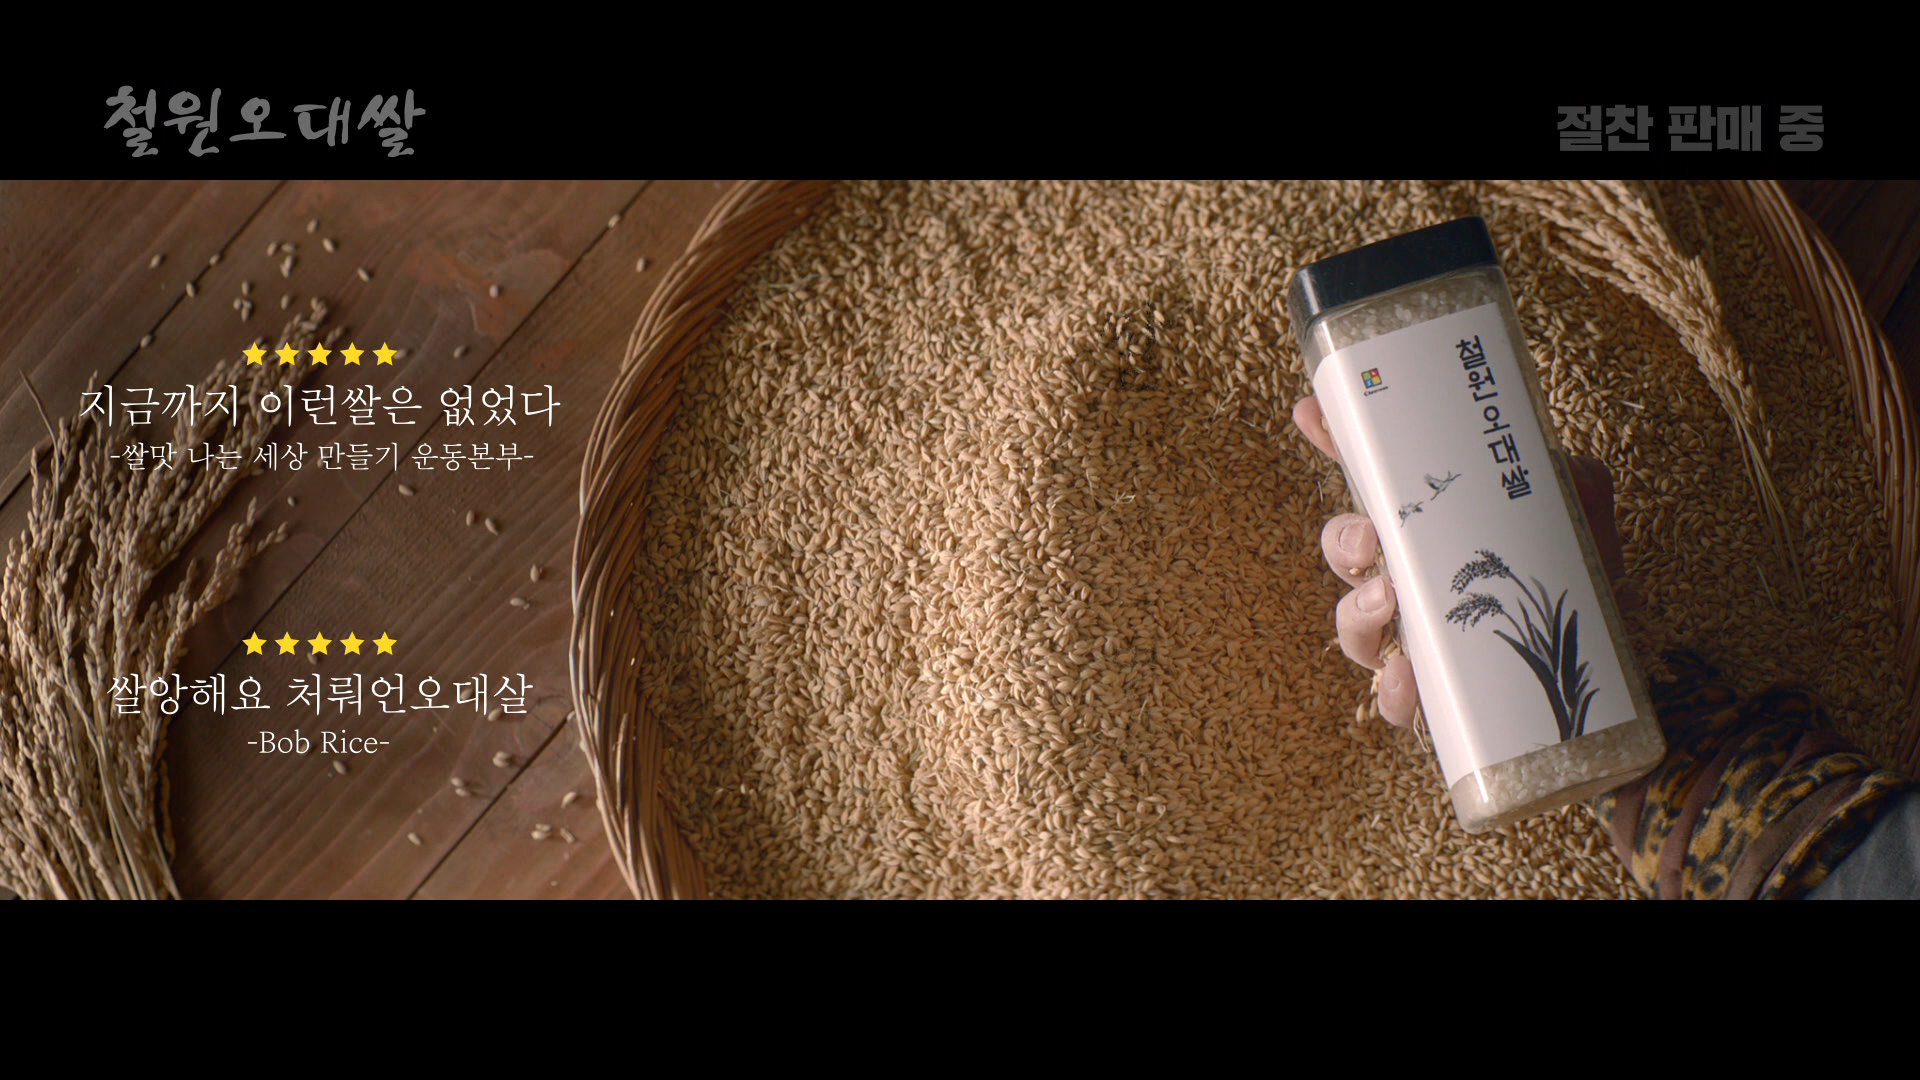 철원오대쌀
절찬 판매 중
★★★★★
지금까지 이런쌀은 없었다
-쌀맛 나는 세상 만들기 운동본부-
★★★★★
쌀앙해요 처뤄언오대살
-Bob Rice-
철원오대쌀